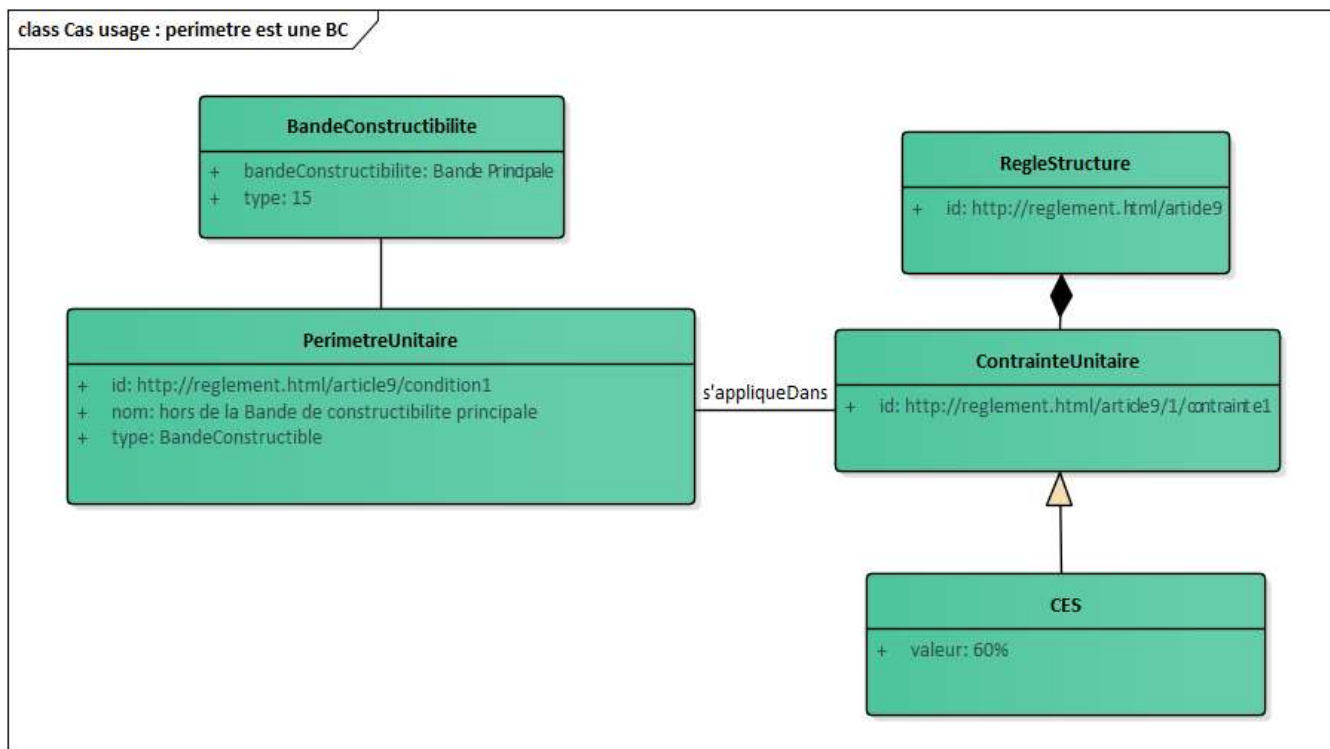 class Cas usage : perimetre est une BC
BandeConstructibilite
+ bandeConstructibilite: Bande Principale
+ type: 15
RegleStructure
+ id: http://reglement.html/article9
PerimetreUnitaire
+ id: http://reglement.html/article9/condition1
+ nom: hors de la Bande de constructibilite principale
+ type: BandeConstructible
s'appliqueDans
ContrainteUnitaire
+ id: http://reglement.html/article9/1/contrainte1
CES
+ valeur: 60%